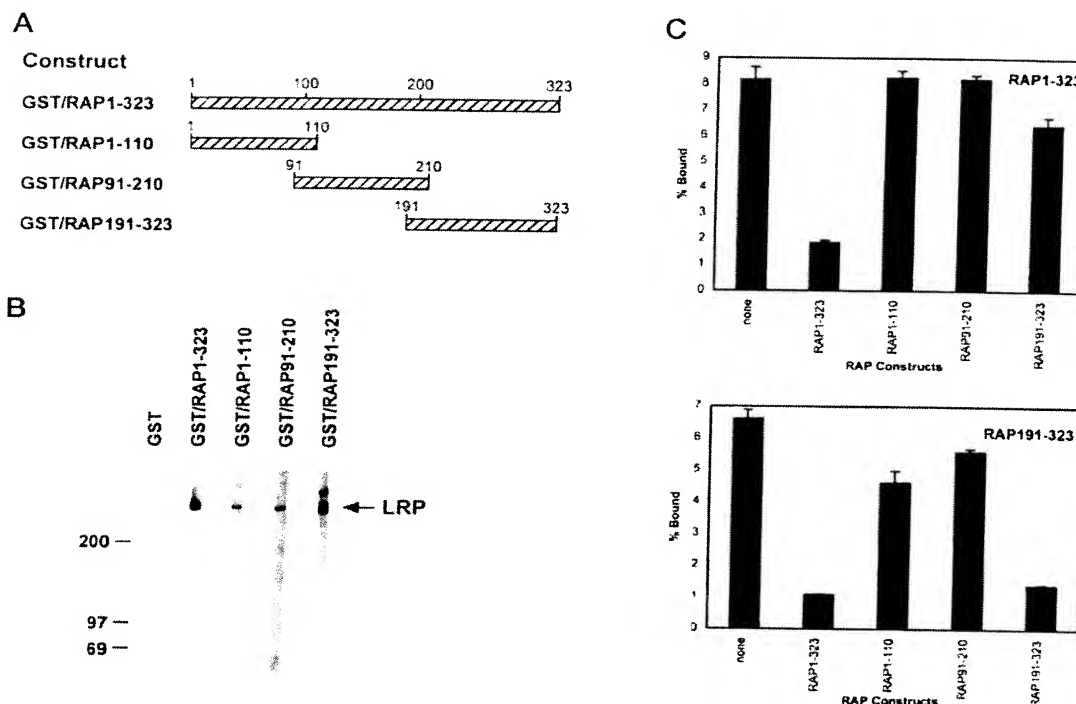 A
Construct
1 100 200 323
GST/RAP1-323
1 110
GST/RAP1-110
91 210
GST/RAP91-210
191 323
GST/RAP191-323
B
GST
GST/RAP1-323
GST/RAP1-110
GST/RAP91-210
GST/RAP191-323
LRP
200
97
69
C
RAP1-323
9
8
7
6
5
4
3
2
1
0
% Bound
none
RAP1-323
RAP1-110
RAP91-210
RAP191-323
RAP Constructs
RAP191-323
7
6
5
4
3
2
1
0
% Bound
none
RAP1-323
RAP1-110
RAP91-210
RAP191-323
RAP Constructs